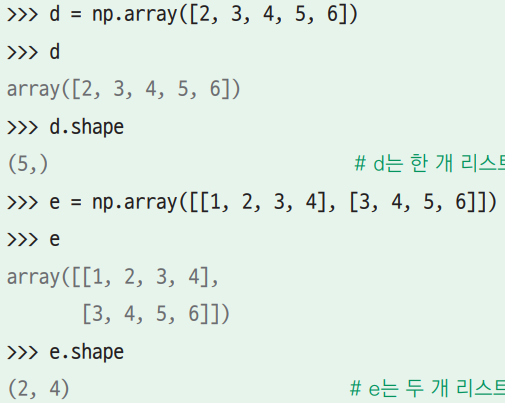 >>> d = np.array([2, 3, 4, 5, 6])
>>> d
array([2, 3, 4, 5, 6])
>>> d.shape
(5,) # d는 한 개 리스트
>>> e = np.array([[1, 2, 3, 4], [3, 4, 5, 6]])
>>> e
array([[1, 2, 3, 4],
[3, 4, 5, 6]])
>>> e.shape
(2, 4) # e는 두 개 리스트